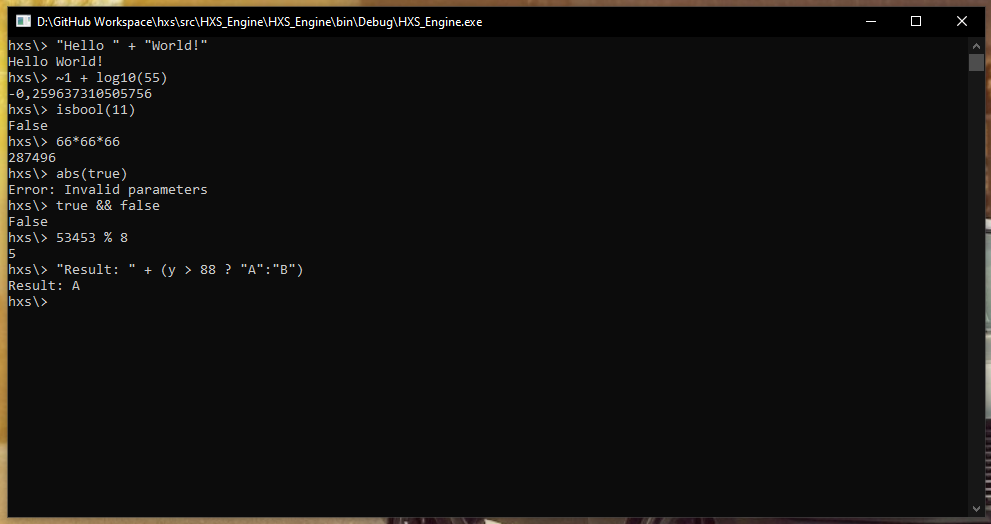 D:\GitHub Workspace\hxs\src\HXS_Engine\HXS_Engine\bin\Debug\HXS_Engine.exe
hxs\> "Hello " + "World!"
Hello World!
hxs\> ~1 + log10(55)
-0,259637310505756
hxs\> isbool(11)
False
hxs\> 66*66*66
287496
hxs\> abs(true)
Error: Invalid parameters
hxs\> true && false
False
hxs\> 53453 % 8
5
hxs\> "Result: " + (y > 88 ? "A":"B")
Result: A
hxs\>